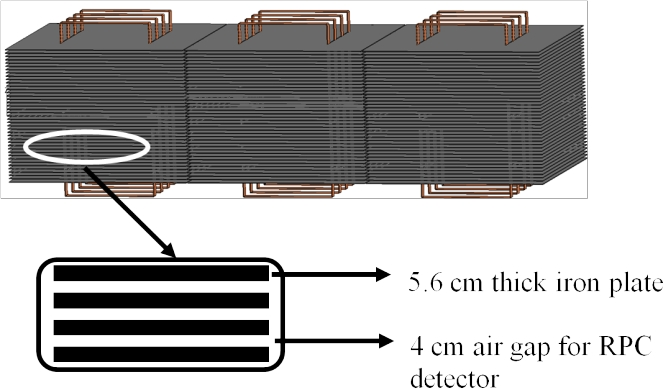 5.6 cm thick iron plate
4 cm air gap for RPC
detector